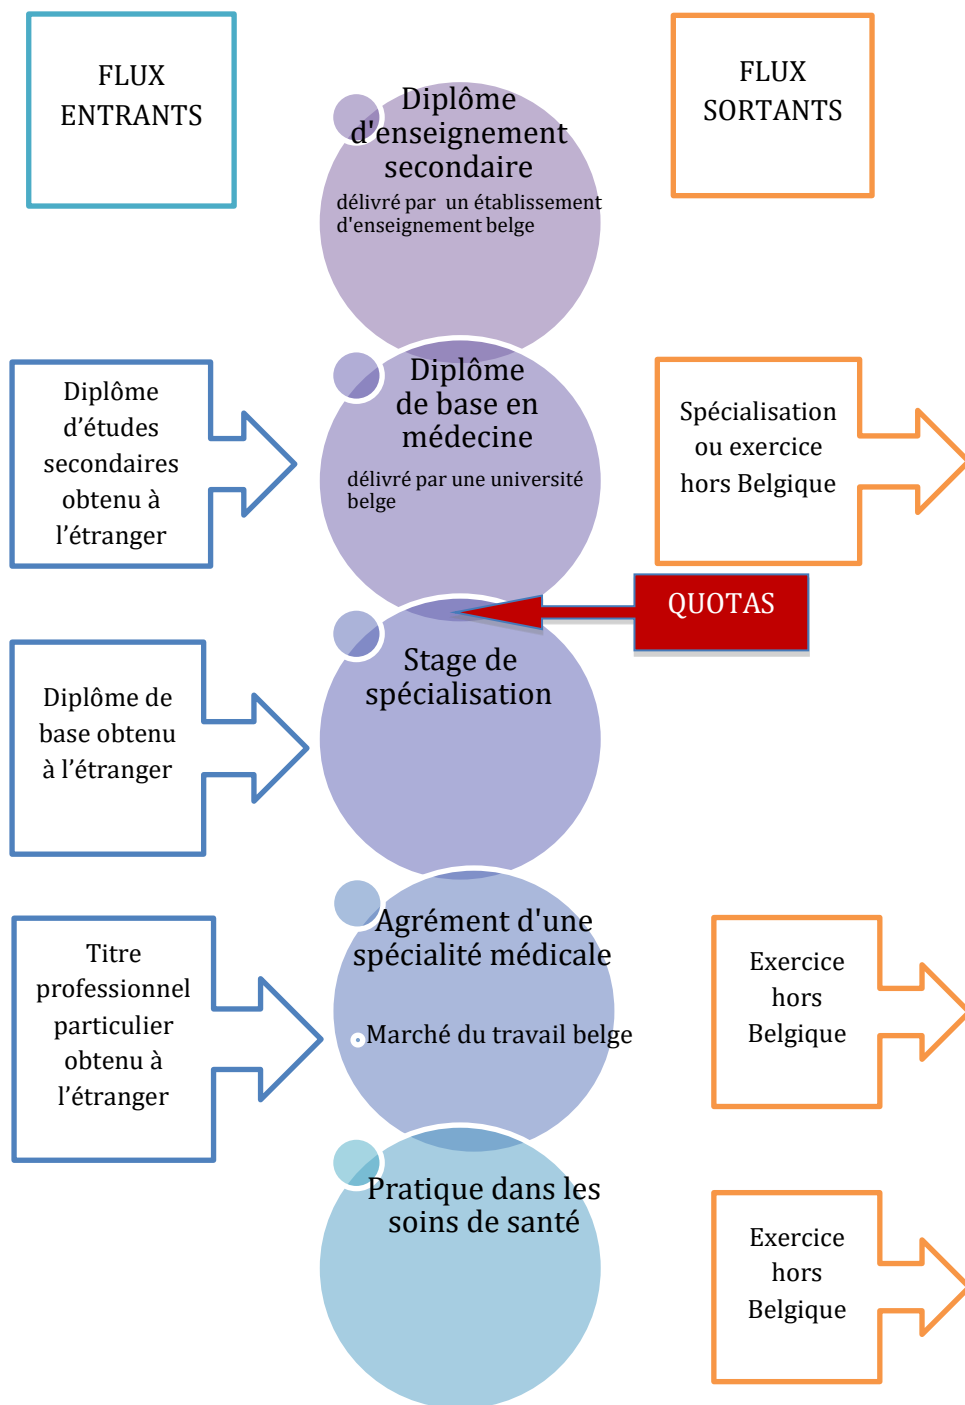 FLUX
ENTRANTS
FLUX
SORTANTS
Diplôme
d'enseignement
secondaire
délivré par un établissement
d'enseignement belge
Diplôme
d’études
secondaires
obtenu à
l’étranger
Diplôme
de base en
médecine
délivré par une université
belge
Spécialisation
ou exercice
hors Belgique
QUOTAS
Diplôme de
base obtenu
à l’étranger
Stage de
spécialisation
Titre
professionnel
particulier
obtenu à
l’étranger
Agrément d'une
spécialité médicale
Marché du travail belge
Exercice
hors
Belgique
Pratique dans les
soins de santé
Exercice
hors
Belgique